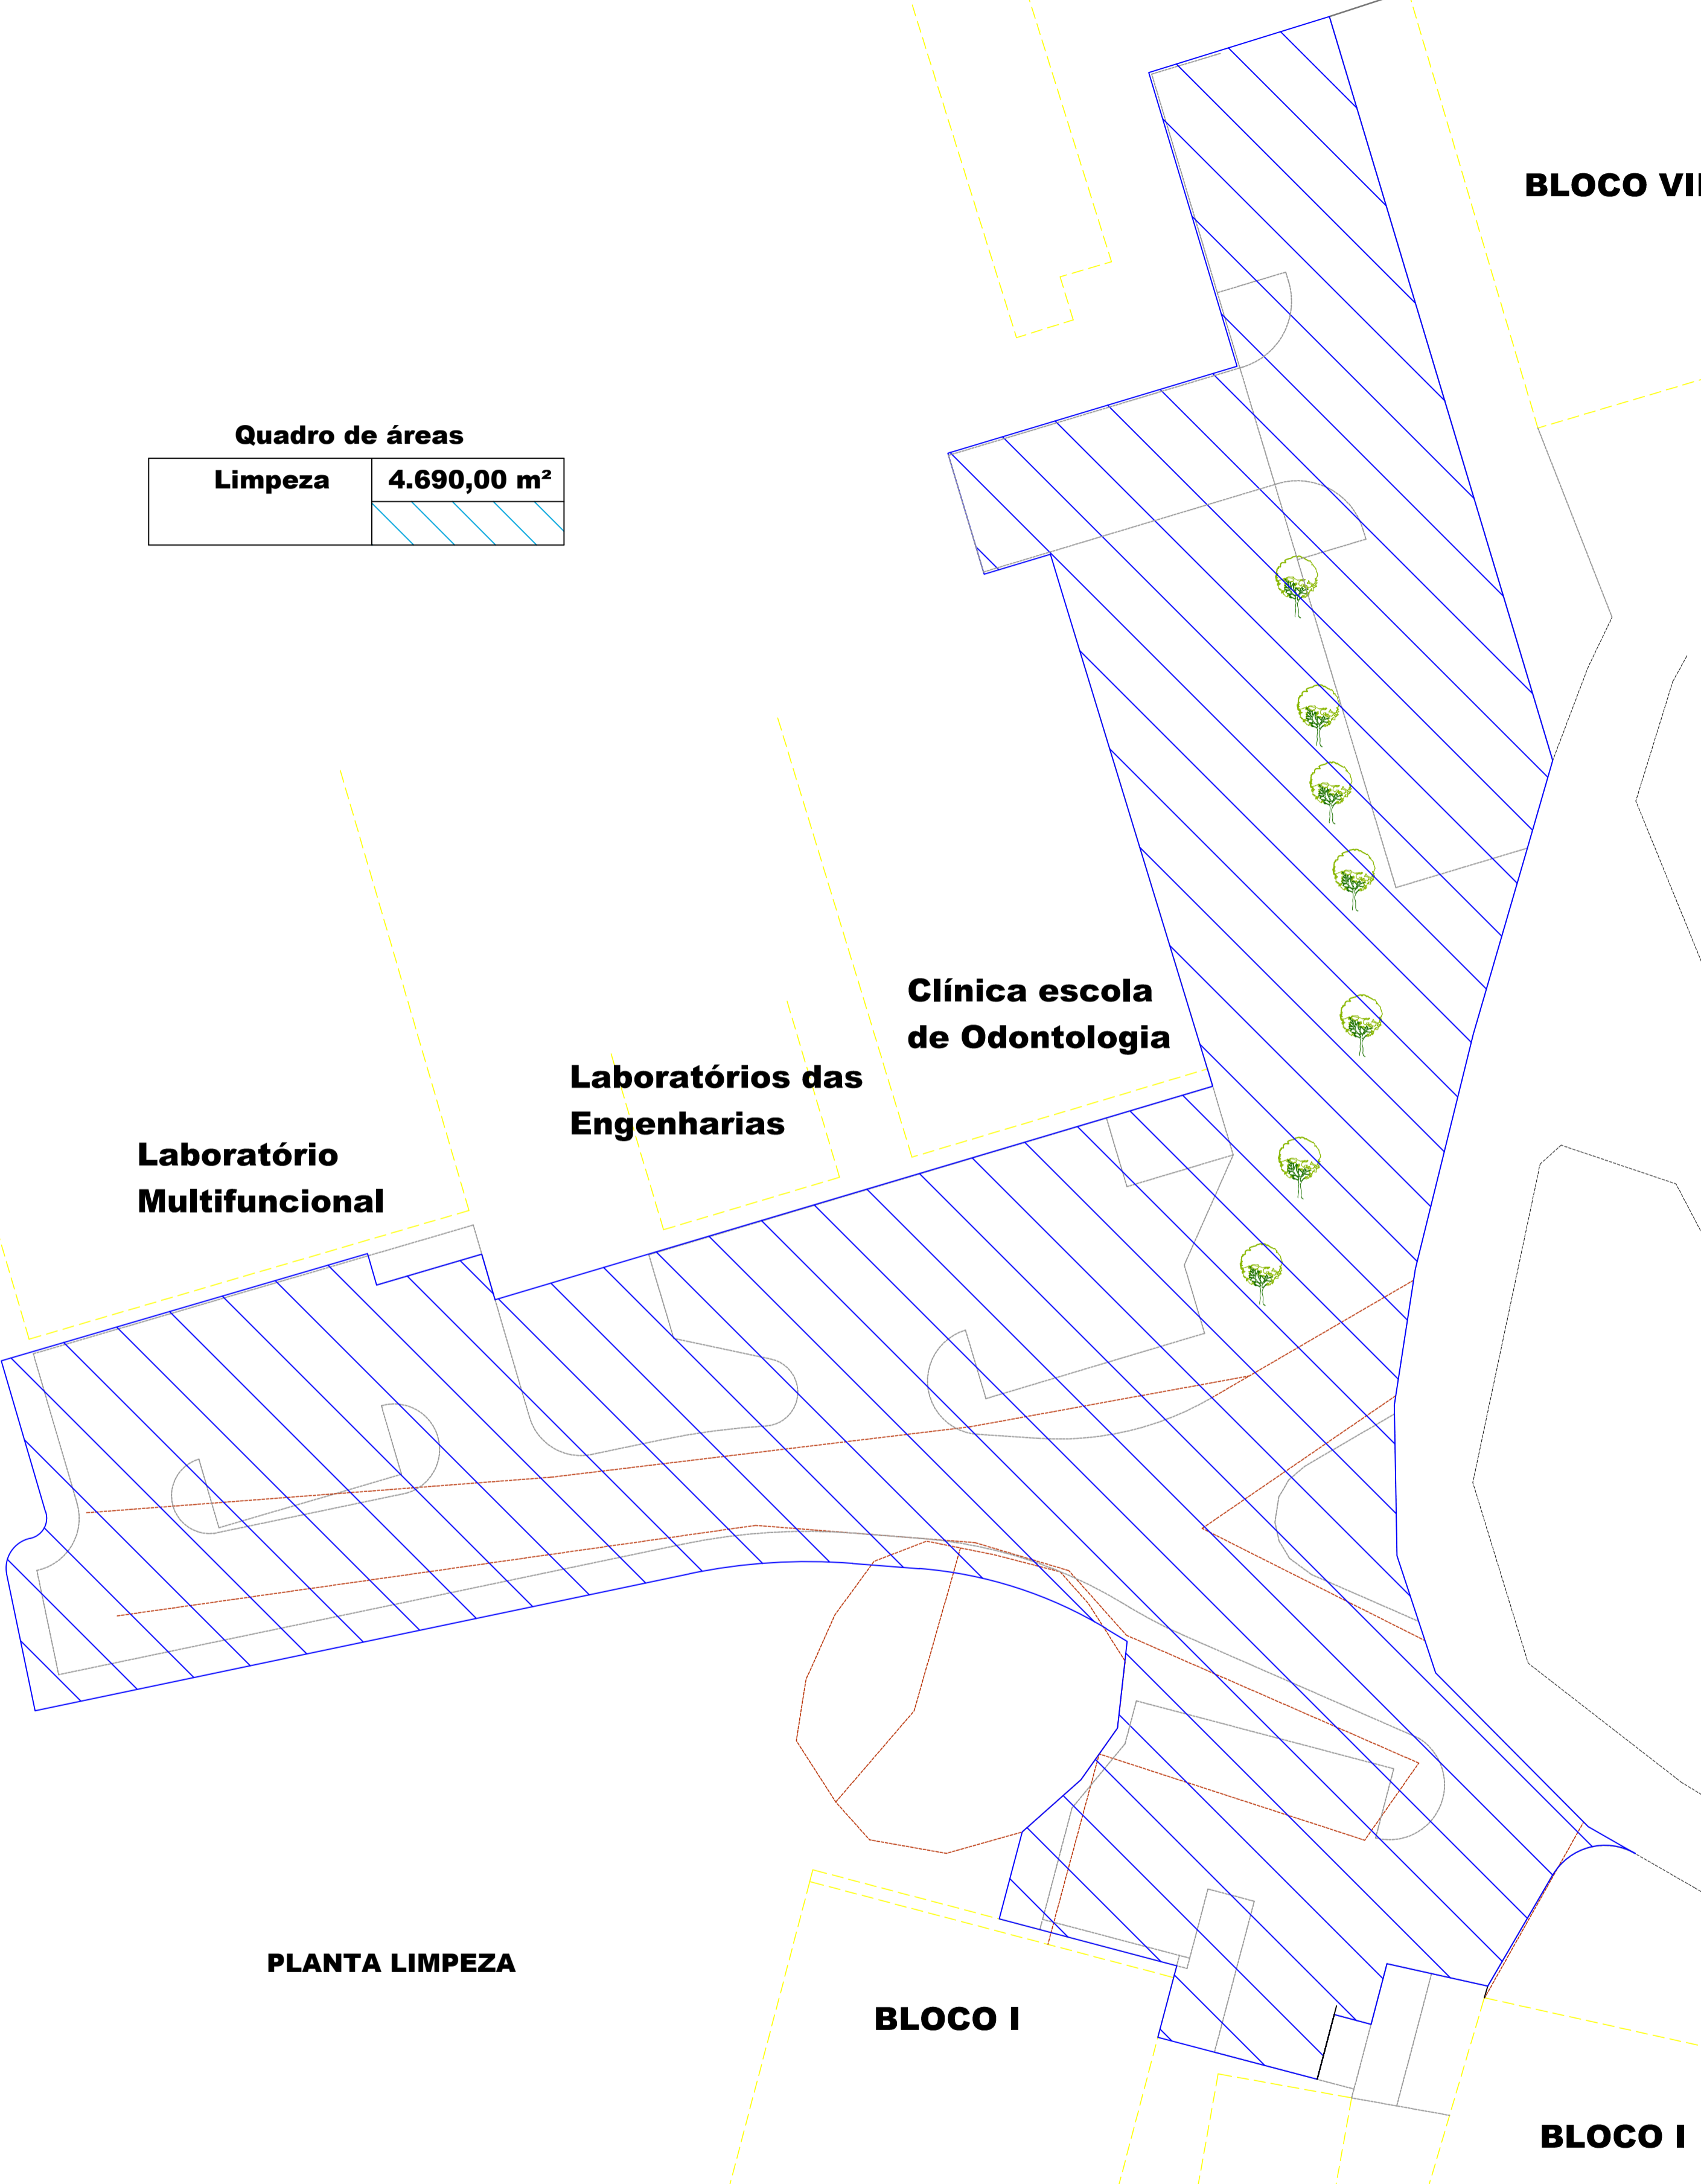 BLOCO VII
Quadro de áreas
Limpeza 4.690,00 m²
Clínica escola
de Odontologia
Laboratórios das
Engenharias
Laboratório
Multifuncional
PLANTA LIMPEZA
BLOCO I
BLOCO I